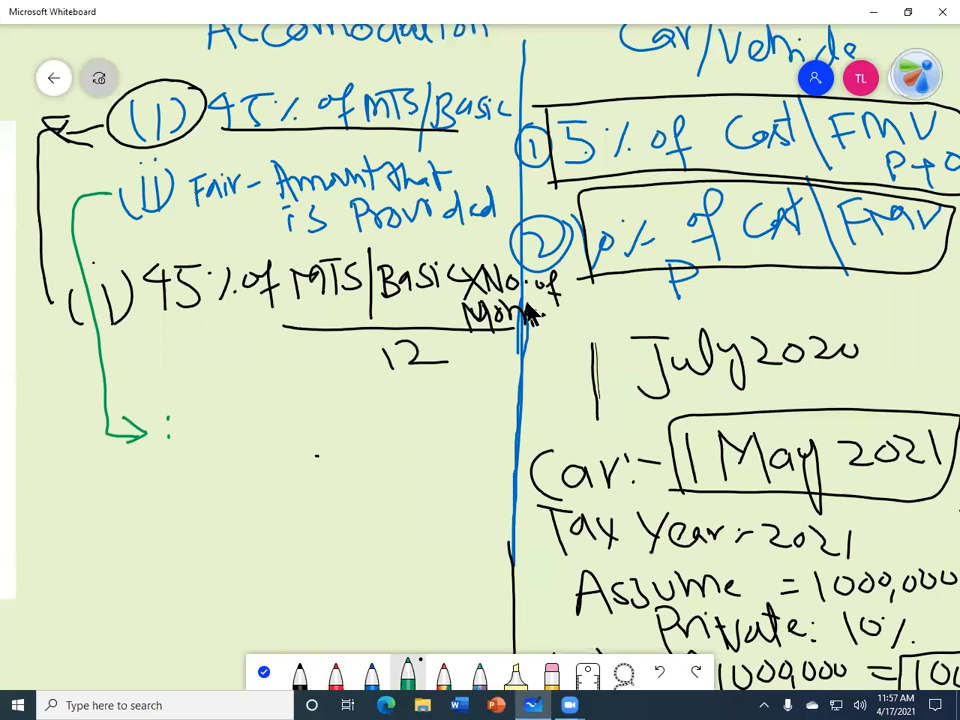 Microsoft Whiteboard
Accomodation
(i) 45% of MTS/Basic
(ii) Fair - Amount that
is Provided
(i) 45% of MTS/Basic x No. of
Mon
12
:
Car/Vehicle
TL
① 5% of Cost/FMV
P+O
② 10% of Cost/FMV
P
1 July 2020
Car:- 1 May 2021
Tax Year:- 2021
Assume = 1000,000
Private: 10%
1000,000 = 100
Type here to search
11:57 AM
4/17/2021